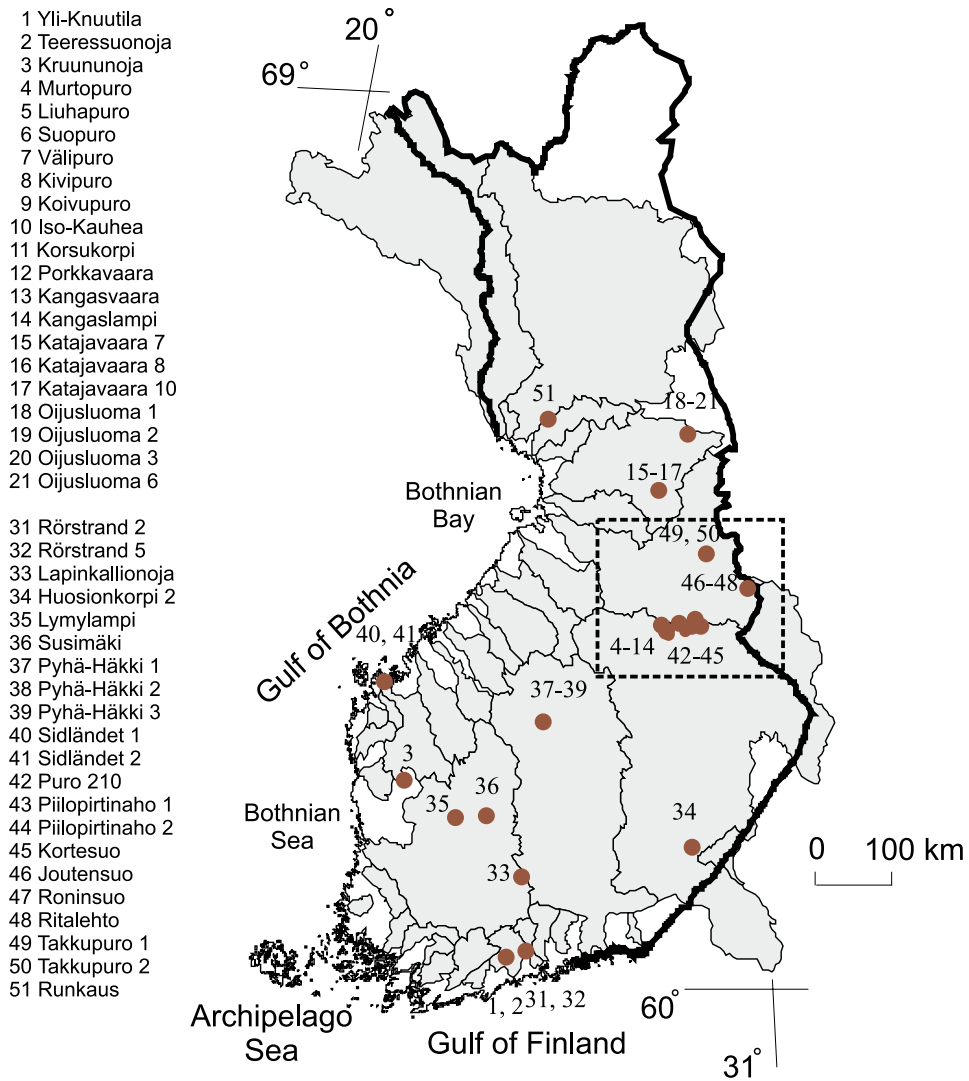 1 Yli-Knuutila
2 Teeressuonoja
3 Kruununoja
4 Murtopuro
5 Liuhapuro
6 Suopuro
7 Välipuro
8 Kivipuro
9 Koivupuro
10 Iso-Kauhea
11 Korsukorpi
12 Porkkavaara
13 Kangasvaara
14 Kangaslampi
15 Katajavaara 7
16 Katajavaara 8
17 Katajavaara 10
18 Oijusluoma 1
19 Oijusluoma 2
20 Oijusluoma 3
21 Oijusluoma 6
31 Rörstrand 2
32 Rörstrand 5
33 Lapinkallionoja
34 Huosionkorpi 2
35 Lymylampi
36 Susimäki
37 Pyhä-Häkki 1
38 Pyhä-Häkki 2
39 Pyhä-Häkki 3
40 Sidländet 1
41 Sidländet 2
42 Puro 210
43 Piilopirtinaho 1
44 Piilopirtinaho 2
45 Kortesuo
46 Joutensuo
47 Roninsuo
48 Ritalehto
49 Takkupuro 1
50 Takkupuro 2
51 Runkaus
20°
69°
51
18-21
15-17
Bothnian
Bay
49, 50
46-48
Gulf of Bothnia
40, 41
4-14
42-45
37-39
3
35
36
Bothnian
Sea
34
0 100 km
33
1, 2
31, 32
60°
Archipelago
Sea
Gulf of Finland
31°